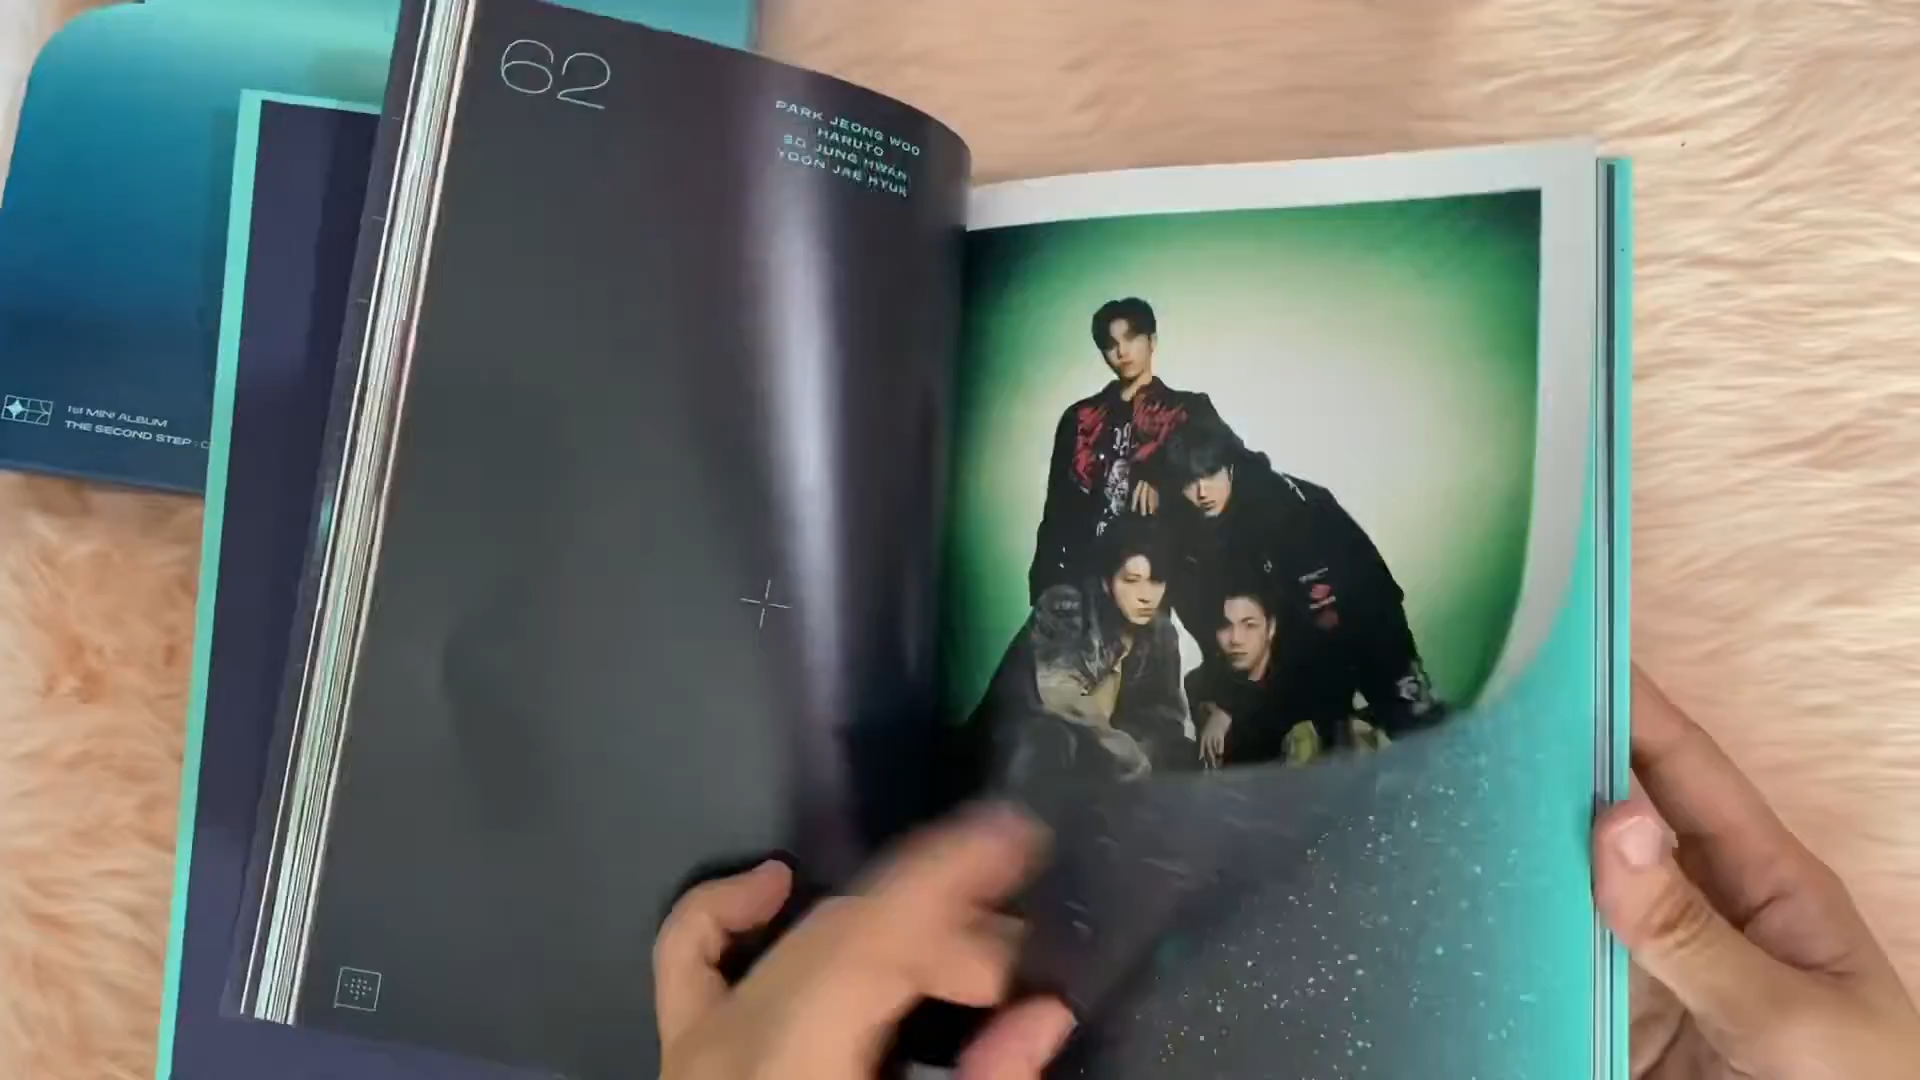 62
PARK JEONG WOO
HARUTO
SO JUNG HWAN
YOON JAE HYUK
1st MINI ALBUM
THE SECOND STEP : C